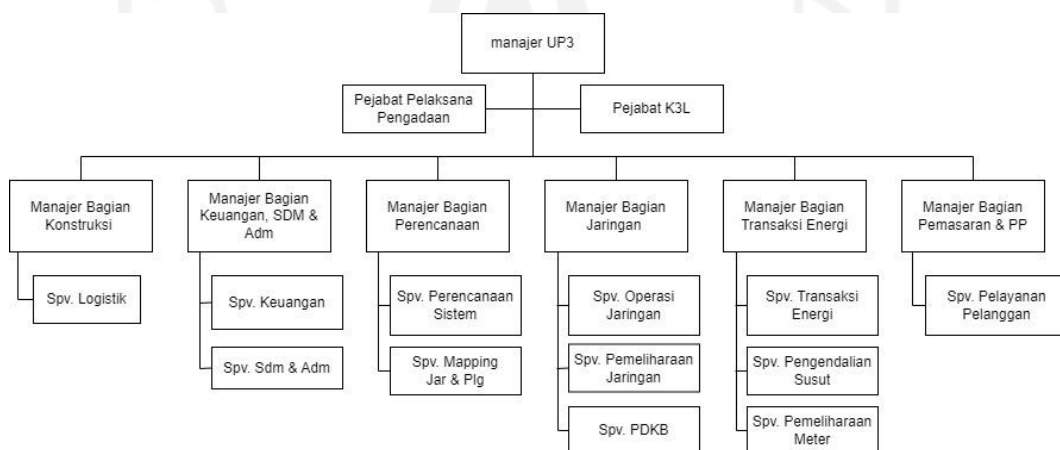 manajer UP3
Pejabat Pelaksana
Pengadaan
Pejabat K3L
Manajer Bagian
Konstruksi
Manajer Bagian
Keuangan, SDM &
Adm
Manajer Bagian
Perencanaan
Manajer Bagian
Jaringan
Manajer Bagian
Transaksi Energi
Manajer Bagian
Pemasaran & PP
Spv. Logistik
Spv. Keuangan
Spv. Sdm & Adm
Spv. Perencanaan
Sistem
Spv. Mapping
Jar & Plg
Spv. Operasi
Jaringan
Spv. Pemeliharaan
Jaringan
Spv. PDKB
Spv. Transaksi
Energi
Spv. Pengendalian
Susut
Spv. Pemeliharaan
Meter
Spv. Pelayanan
Pelanggan